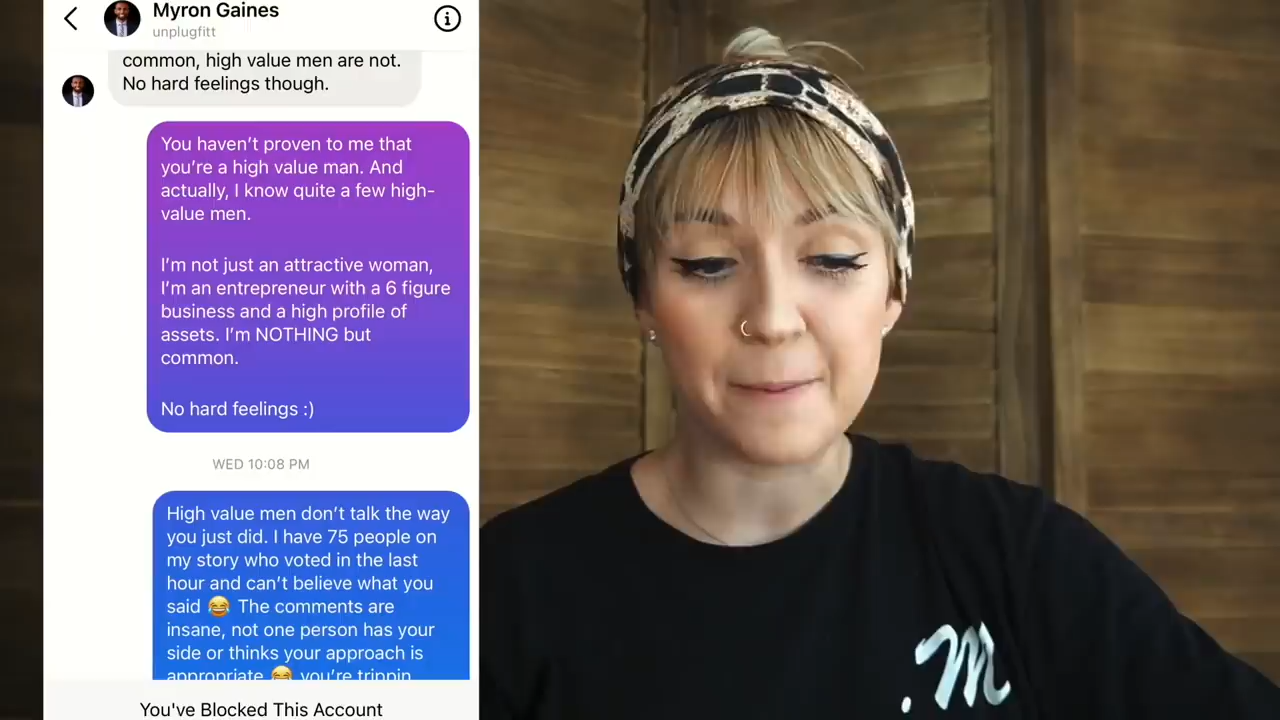 Myron Gaines
unplugfitt
common, high value men are not.
No hard feelings though.
You haven’t proven to me that
you’re a high value man. And
actually, I know quite a few high-
value men.
I’m not just an attractive woman,
I’m an entrepreneur with a 6 figure
business and a high profile of
assets. I’m NOTHING but
common.
No hard feelings :)
WED 10:08 PM
High value men don’t talk the way
you just did. I have 75 people on
my story who voted in the last
hour and can’t believe what you
said 😂 The comments are
insane, not one person has your
side or thinks your approach is
appropriate 😂 you’re trippin
You've Blocked This Account
.M